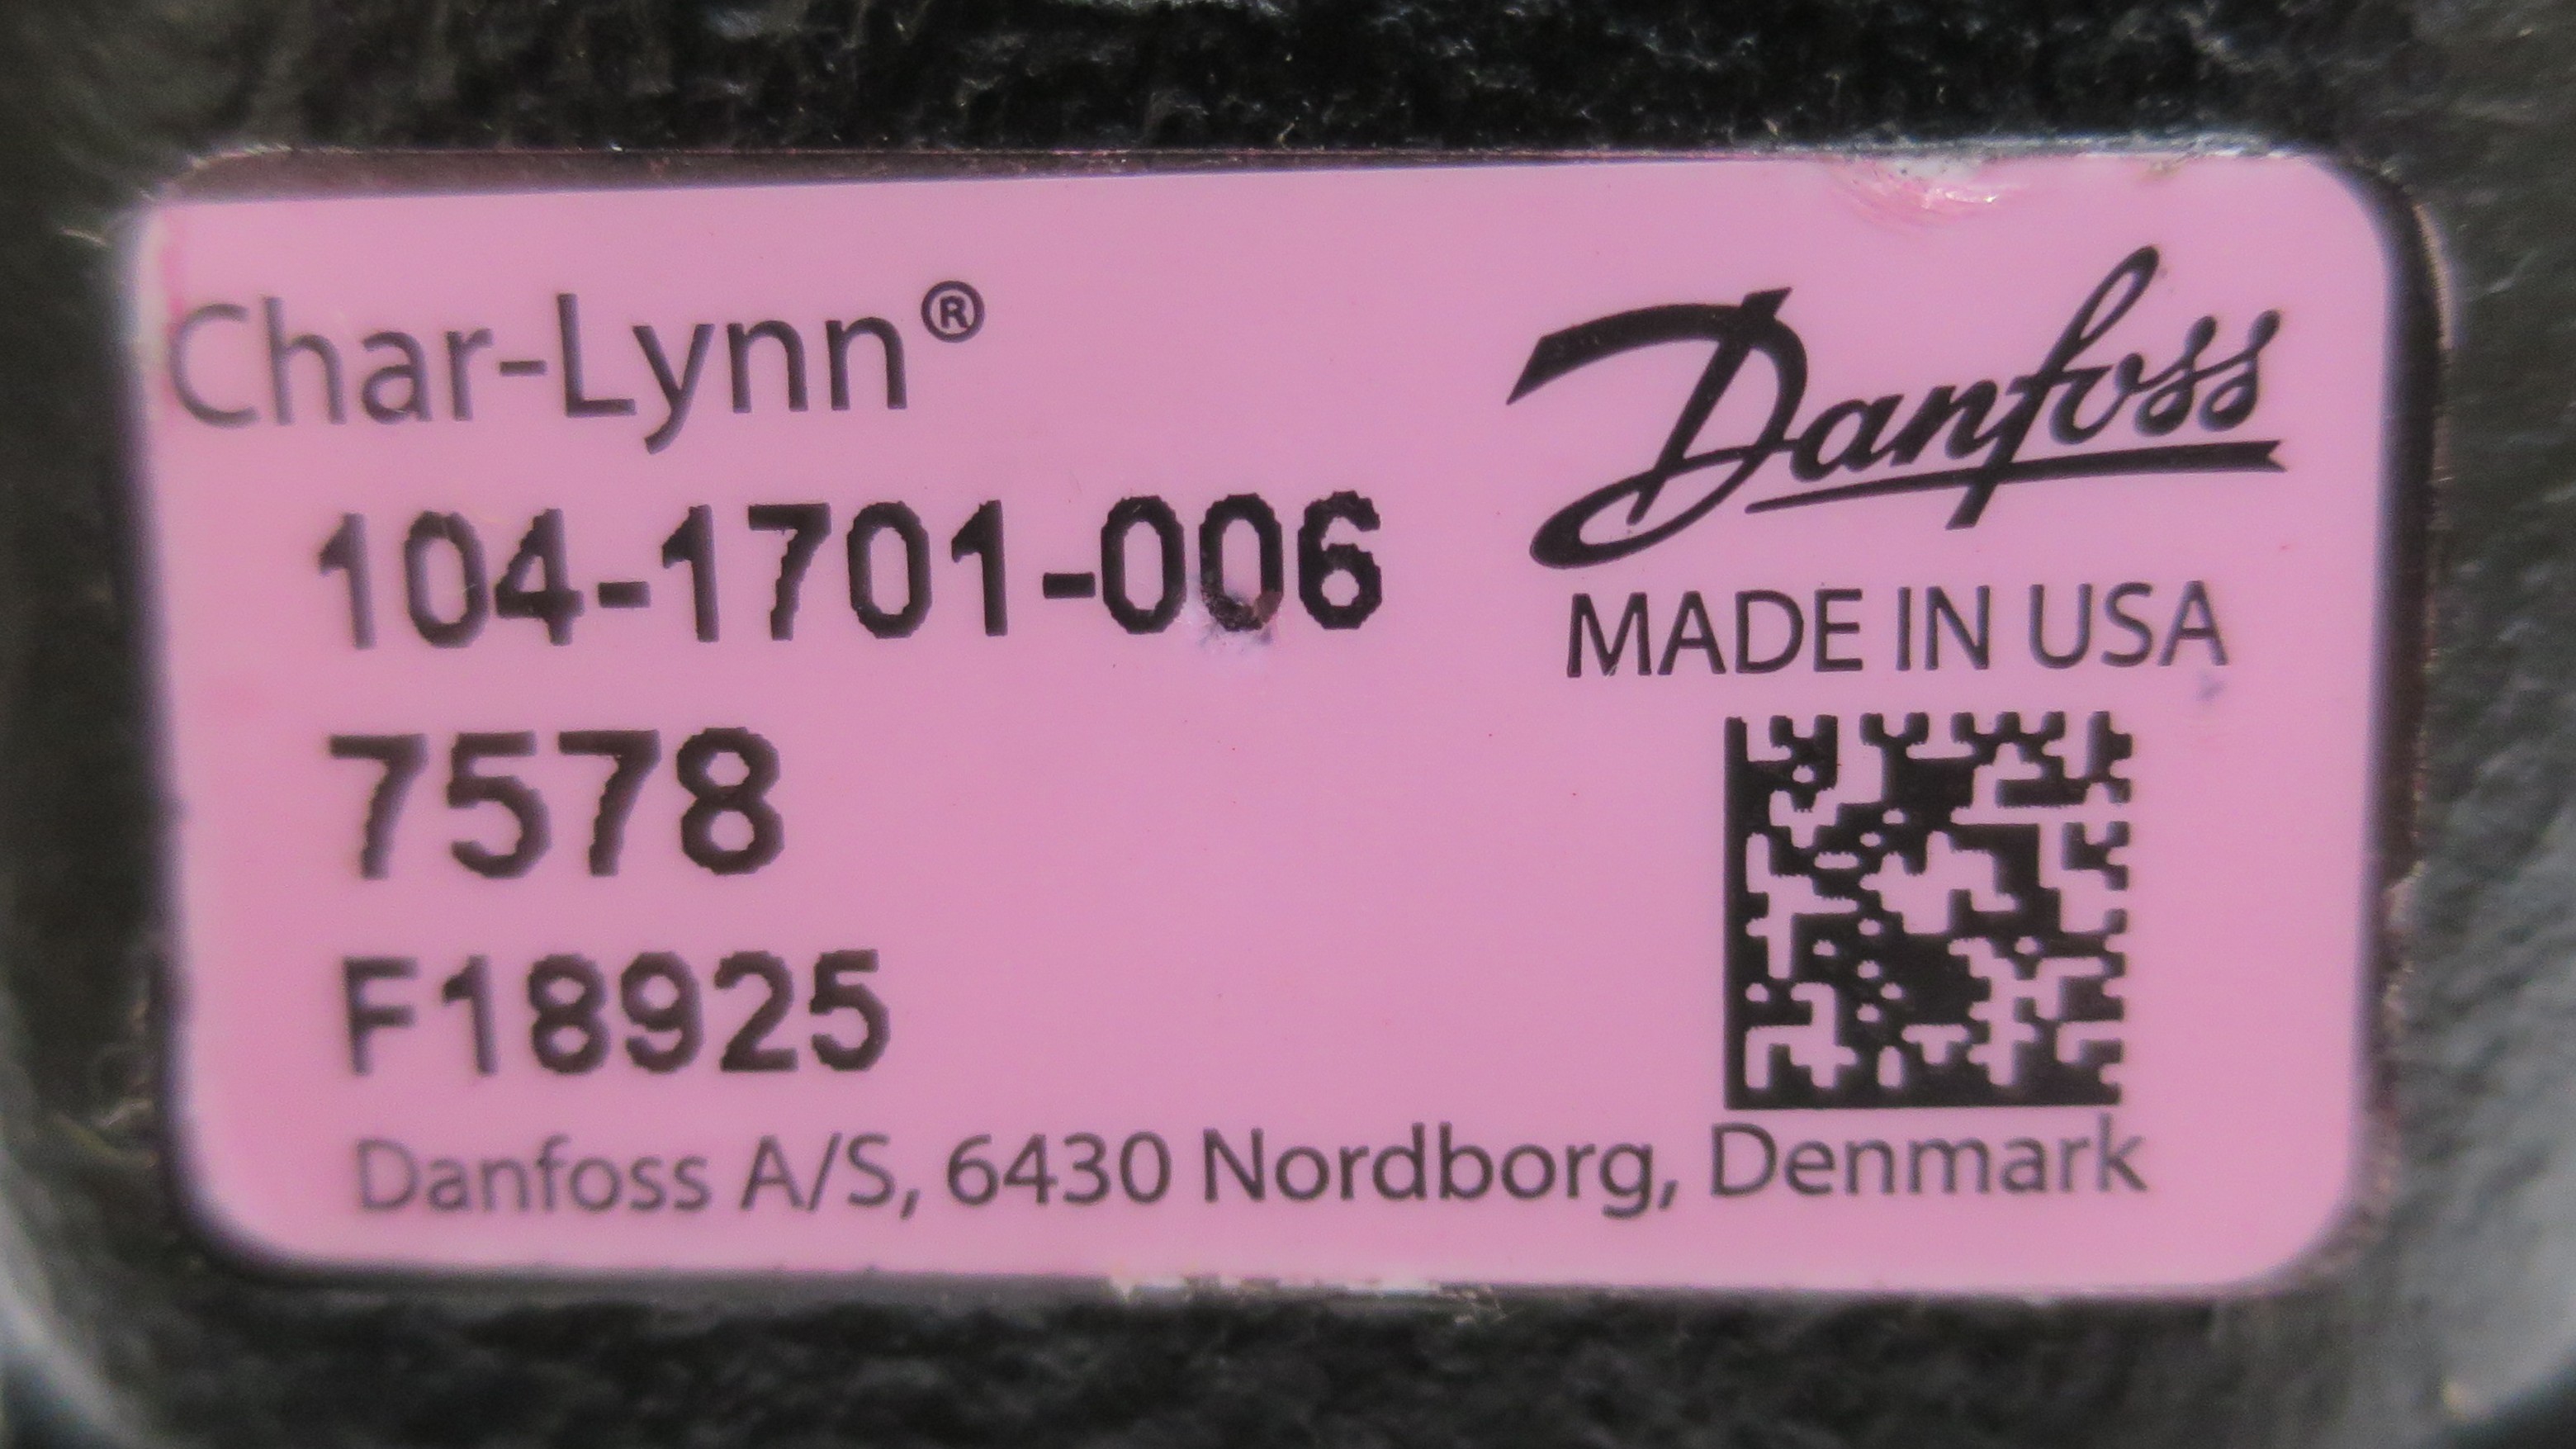 Char-Lynn®
Danfoss
104-1701-006
MADE IN USA
7578
F18925
Danfoss A/S, 6430 Nordborg, Denmark